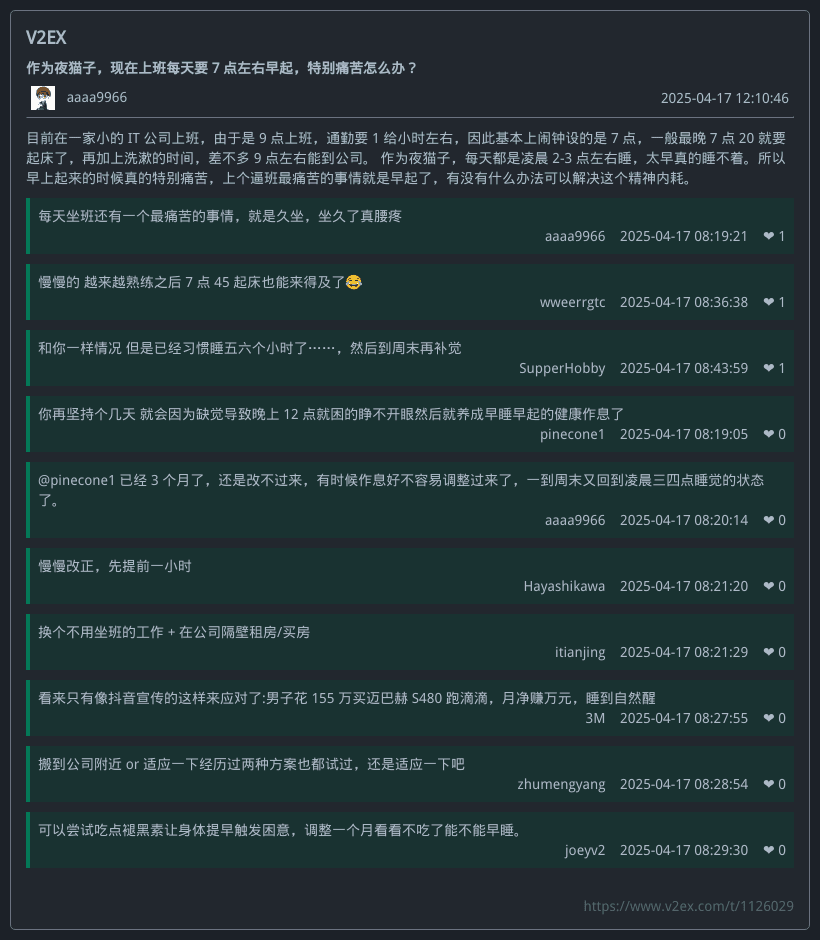 V2EX
作为夜猫子，现在上班每天要 7 点左右早起，特别痛苦怎么办？
aaaa9966 2025-04-17 12:10:46
目前在一家小的 IT 公司上班，由于是 9 点上班，通勤要 1 给小时左右，因此基本上闹钟设的是 7 点，一般最晚 7 点 20 就要
起床了，再加上洗漱的时间，差不多 9 点左右能到公司。 作为夜猫子，每天都是凌晨 2-3 点左右睡，太早真的睡不着。所以
早上起来的时候真的特别痛苦，上个逼班最痛苦的事情就是早起了，有没有什么办法可以解决这个精神内耗。
每天坐班还有一个最痛苦的事情，就是久坐，坐久了真腰疼
aaaa9966 2025-04-17 08:19:21 ❤ 1
慢慢的 越来越熟练之后 7 点 45 起床也能来得及了😂
wweerrgtc 2025-04-17 08:36:38 ❤ 1
和你一样情况 但是已经习惯睡五六个小时了……，然后到周末再补觉
SupperHobby 2025-04-17 08:43:59 ❤ 1
你再坚持个几天 就会因为缺觉导致晚上 12 点就困的睁不开眼然后就养成早睡早起的健康作息了
pinecone1 2025-04-17 08:19:05 ❤ 0
@pinecone1 已经 3 个月了，还是改不过来，有时候作息好不容易调整过来了，一到周末又回到凌晨三四点睡觉的状态
了。
aaaa9966 2025-04-17 08:20:14 ❤ 0
慢慢改正，先提前一小时
Hayashikawa 2025-04-17 08:21:20 ❤ 0
换个不用坐班的工作 + 在公司隔壁租房/买房
itianjing 2025-04-17 08:21:29 ❤ 0
看来只有像抖音宣传的这样来应对了:男子花 155 万买迈巴赫 S480 跑滴滴，月净赚万元，睡到自然醒
3M 2025-04-17 08:27:55 ❤ 0
搬到公司附近 or 适应一下经历过两种方案也都试过，还是适应一下吧
zhumengyang 2025-04-17 08:28:54 ❤ 0
可以尝试吃点褪黑素让身体提早触发困意，调整一个月看看不吃了能不能早睡。
joeyv2 2025-04-17 08:29:30 ❤ 0
https://www.v2ex.com/t/1126029